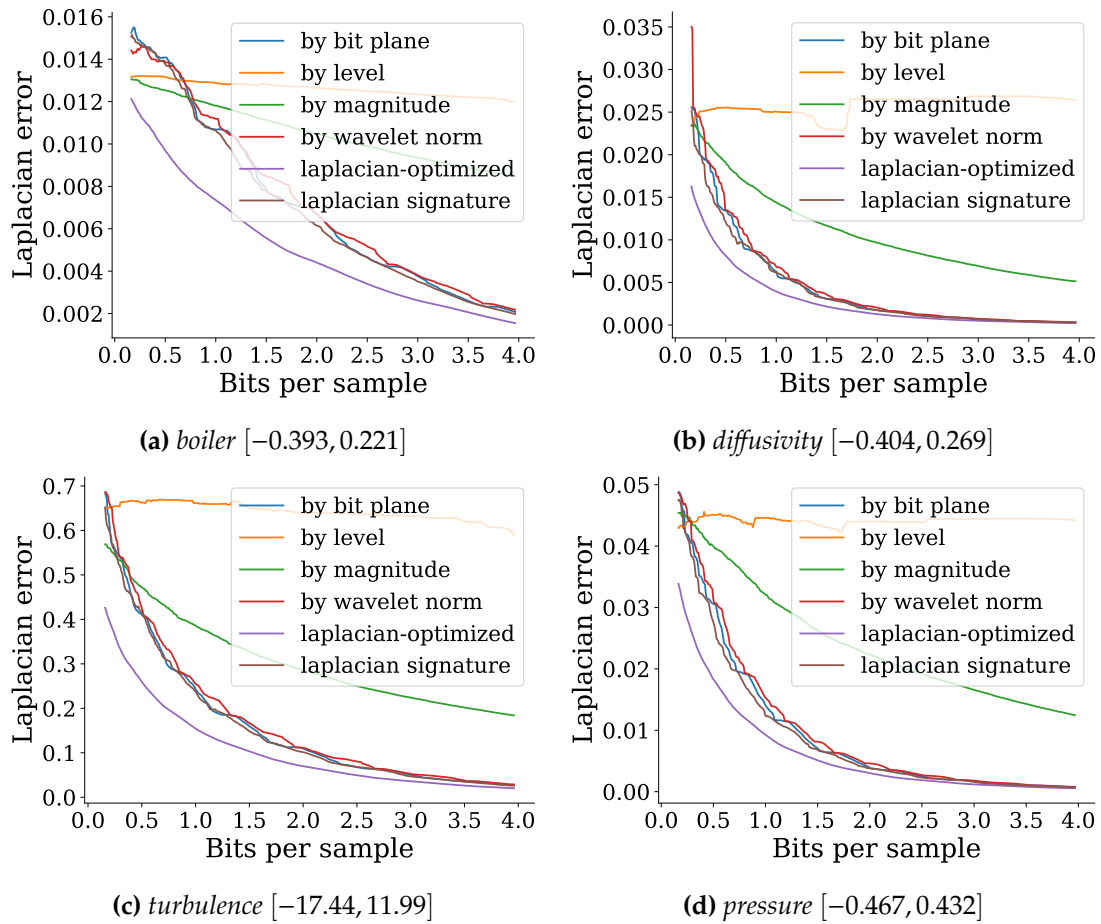 0.016
0.014
0.012
0.010
0.008
0.006
0.004
0.002
Laplacian error
by bit plane
by level
by magnitude
by wavelet norm
laplacian-optimized
laplacian signature
0.0 0.5 1.0 1.5 2.0 2.5 3.0 3.5 4.0
Bits per sample
(a) boiler [−0.393, 0.221]
0.035
0.030
0.025
0.020
0.015
0.010
0.005
0.000
Laplacian error
by bit plane
by level
by magnitude
by wavelet norm
laplacian-optimized
laplacian signature
0.0 0.5 1.0 1.5 2.0 2.5 3.0 3.5 4.0
Bits per sample
(b) diffusivity [−0.404, 0.269]
0.7
0.6
0.5
0.4
0.3
0.2
0.1
0.0
Laplacian error
by bit plane
by level
by magnitude
by wavelet norm
laplacian-optimized
laplacian signature
0.0 0.5 1.0 1.5 2.0 2.5 3.0 3.5 4.0
Bits per sample
(c) turbulence [−17.44, 11.99]
0.05
0.04
0.03
0.02
0.01
0.00
Laplacian error
by bit plane
by level
by magnitude
by wavelet norm
laplacian-optimized
laplacian signature
0.0 0.5 1.0 1.5 2.0 2.5 3.0 3.5 4.0
Bits per sample
(d) pressure [−0.467, 0.432]